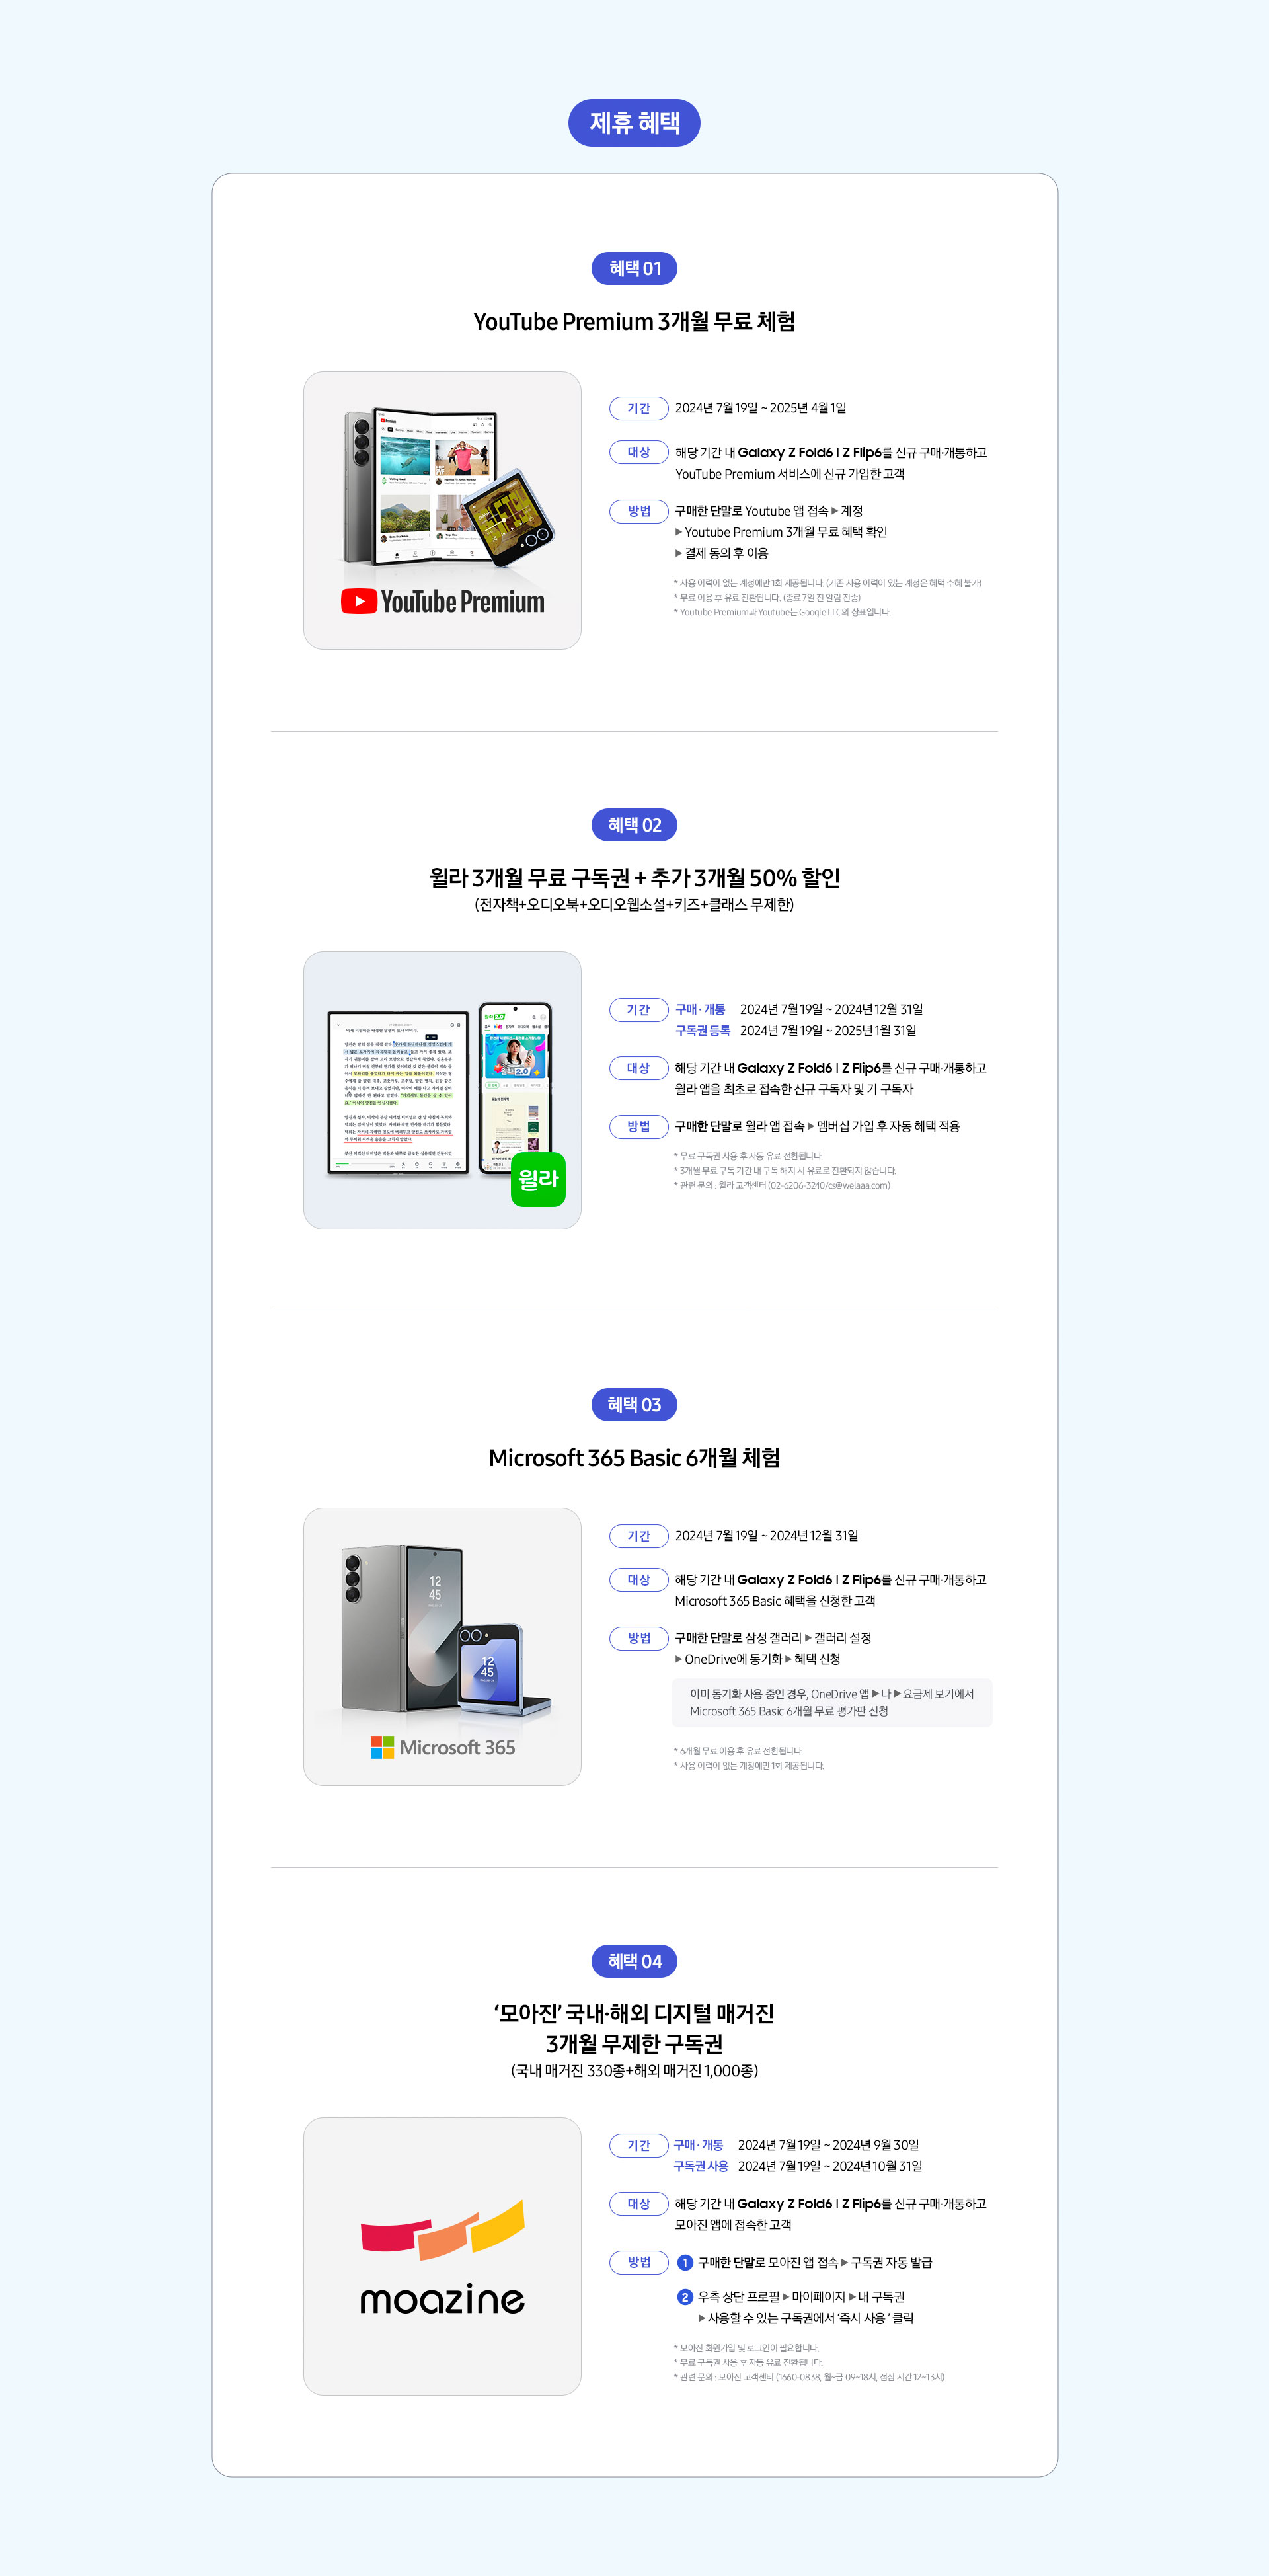 제휴 혜택
혜택 01
YouTube Premium 3개월 무료 체험
YouTube Premium
기간 2024년 7월 19일 ~ 2025년 4월 1일
대상 해당 기간 내 Galaxy Z Fold6 | Z Flip6를 신규 구매·개통하고
YouTube Premium 서비스에 신규 가입한 고객
방법 구매한 단말로 Youtube 앱 접속 ▶ 계정
▶ Youtube Premium 3개월 무료 혜택 확인
▶ 결제 동의 후 이용
* 사용 이력이 없는 계정에만 1회 제공됩니다. (기존 사용 이력이 있는 계정은 혜택 수혜 불가)
* 무료 이용 후 유료 전환됩니다. (종료 7일 전 알림 전송)
* Youtube Premium과 Youtube는 Google LLC의 상표입니다.
혜택 02
윌라 3개월 무료 구독권 + 추가 3개월 50% 할인
(전자책+오디오북+오디오웹소설+키즈+클래스 무제한)
윌라
기간 구매 · 개통 2024년 7월 19일 ~ 2024년 12월 31일
구독권 등록 2024년 7월 19일 ~ 2025년 1월 31일
대상 해당 기간 내 Galaxy Z Fold6 | Z Flip6를 신규 구매·개통하고
윌라 앱을 최초로 접속한 신규 구독자 및 기 구독자
방법 구매한 단말로 윌라 앱 접속 ▶ 멤버십 가입 후 자동 혜택 적용
* 무료 구독권 사용 후 자동 유료 전환됩니다.
* 3개월 무료 구독 기간 내 구독 해지 시 유료로 전환되지 않습니다.
* 관련 문의 : 윌라 고객센터 (02-6206-3240/cs@welaaa.com)
혜택 03
Microsoft 365 Basic 6개월 체험
12
45
12
45
Microsoft 365
기간 2024년 7월 19일 ~ 2024년 12월 31일
대상 해당 기간 내 Galaxy Z Fold6 | Z Flip6를 신규 구매·개통하고
Microsoft 365 Basic 혜택을 신청한 고객
방법 구매한 단말로 삼성 갤러리 ▶ 갤러리 설정
▶ OneDrive에 동기화 ▶ 혜택 신청
이미 동기화 사용 중인 경우, OneDrive 앱 ▶ 나 ▶ 요금제 보기에서
Microsoft 365 Basic 6개월 무료 평가판 신청
* 6개월 무료 이용 후 유료 전환됩니다.
* 사용 이력이 없는 계정에만 1회 제공됩니다.
혜택 04
‘모아진’ 국내·해외 디지털 매거진
3개월 무제한 구독권
(국내 매거진 330종+해외 매거진 1,000종)
moazine
기간 구매 · 개통 2024년 7월 19일 ~ 2024년 9월 30일
구독권 사용 2024년 7월 19일 ~ 2024년 10월 31일
대상 해당 기간 내 Galaxy Z Fold6 | Z Flip6를 신규 구매·개통하고
모아진 앱에 접속한 고객
방법 1 구매한 단말로 모아진 앱 접속 ▶ 구독권 자동 발급
2 우측 상단 프로필 ▶ 마이페이지 ▶ 내 구독권
▶ 사용할 수 있는 구독권에서 ‘즉시 사용 ’ 클릭
* 모아진 회원가입 및 로그인이 필요합니다.
* 무료 구독권 사용 후 자동 유료 전환됩니다.
* 관련 문의 : 모아진 고객센터 (1660-0838, 월~금 09~18시, 점심 시간 12~13시)